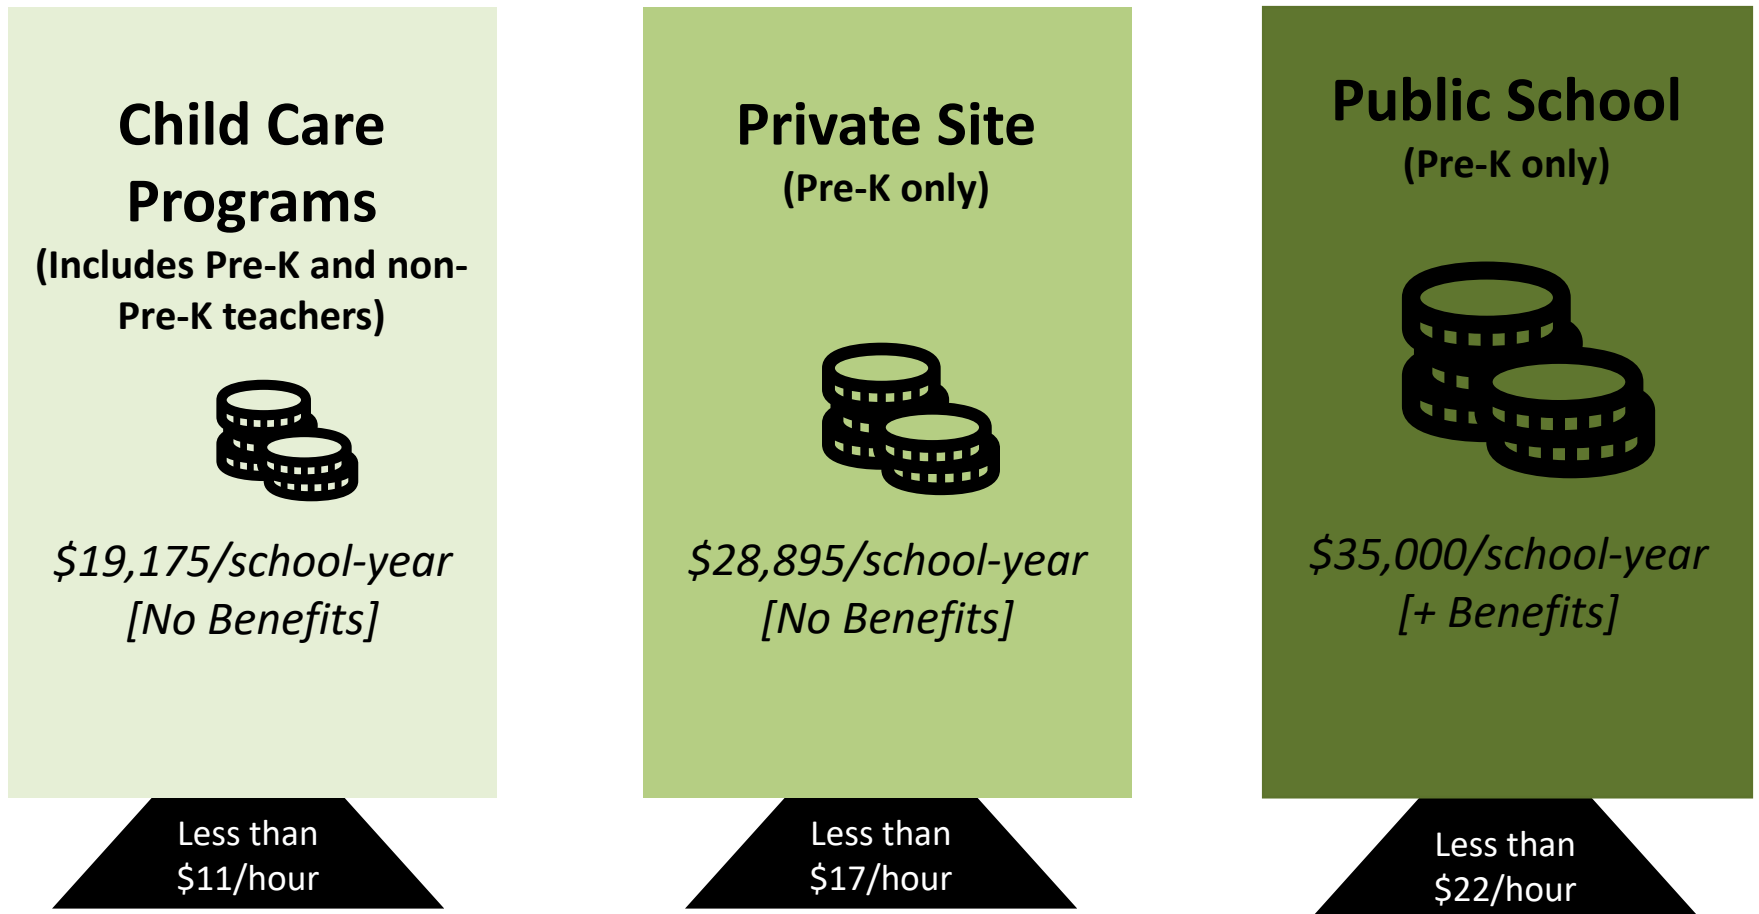 Child Care
Programs
(Includes Pre-K and non-
Pre-K teachers)
$19,175/school-year
[No Benefits]
Less than
$11/hour
Private Site
(Pre-K only)
$28,895/school-year
[No Benefits]
Less than
$17/hour
Public School
(Pre-K only)
$35,000/school-year
[+ Benefits]
Less than
$22/hour